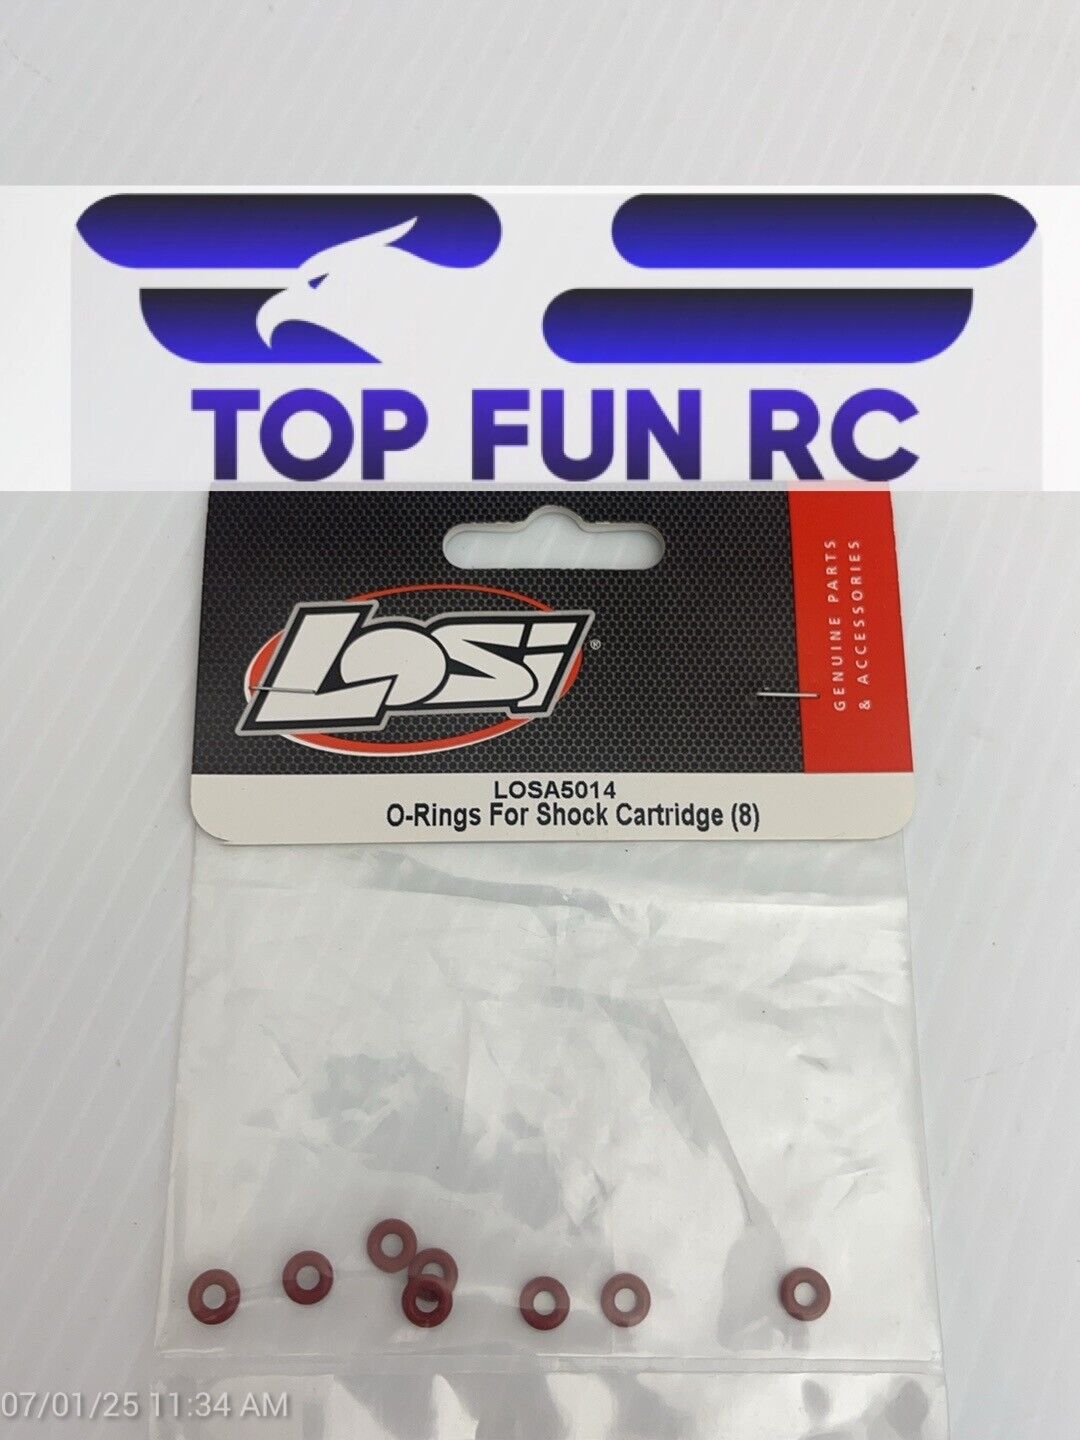 TOP FUN RC
GENUINE PARTS
& ACCESSORIES
LOSi®
LOSA5014
O-Rings For Shock Cartridge (8)
07/01/25 11:34 AM